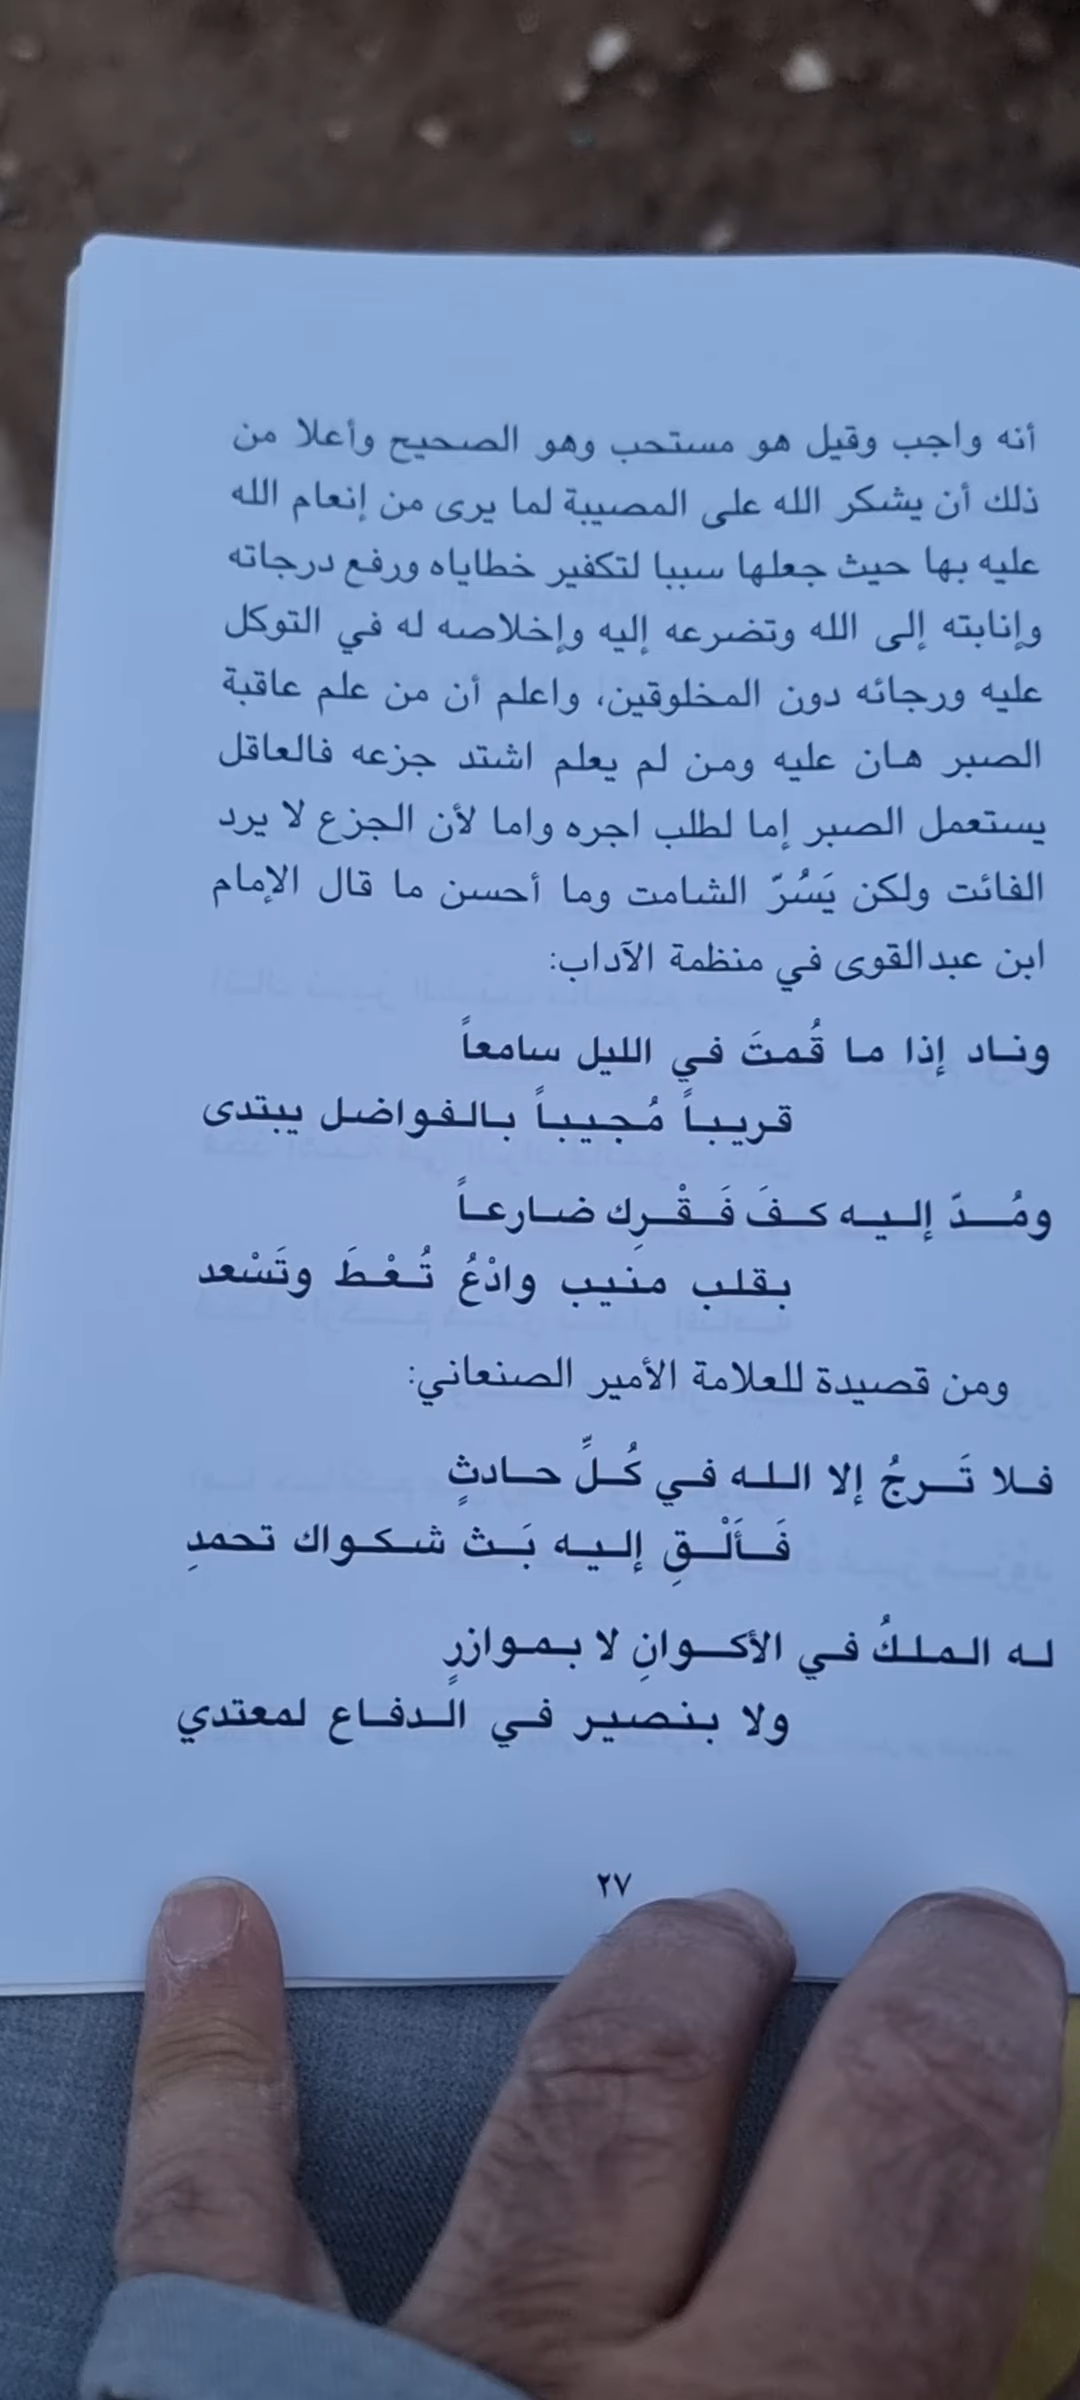 أنه واجب وقيل هو مستحب وهو الصحيح وأعلا من
ذلك أن يشكر الله على المصيبة لما يرى من إنعام الله
عليه بها حيث جعلها سببا لتكفير خطاياه ورفع درجاته
وإنابته إلى الله وتضرعه إليه وإخلاصه له في التوكل
عليه ورجائه دون المخلوقين، واعلم أن من علم عاقبة
الصبر هان عليه ومن لم يعلم اشتد جزعه فالعاقل
يستعمل الصبر إما لطلب اجره واما لأن الجزع لا يرد
الفائت ولكن يَسُرّ الشامت وما أحسن ما قال الإمام
ابن عبدالقوى في منظمة الآداب:
وناد إذا ما قُمتَ في الليل سامعاً
قريباً مُجيباً بالفواضل يبتدى
ومُدّ إليه كفَ فَقْرِك ضارعاً
بقلب منيب وادْعُ تُعْطَ وتَسْعد
ومن قصيدة للعلامة الأمير الصنعاني:
فلا تَرجُ إلا الله في كُلِّ حادثٍ
فَأَلْقِ إليه بَث شكواك تحمدِ
له الملكُ في الأكوانِ لا بموازرٍ
ولا بنصير في الدفاع لمعتدي
٢٧